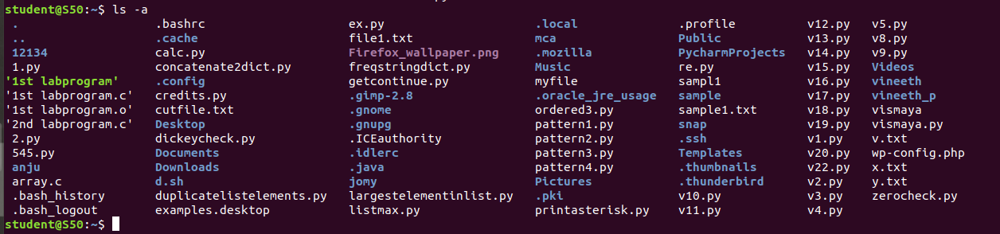 student@S50:~$ ls -a
. .bashrc ex.py .local .profile v12.py v5.py
.. .cache file1.txt mca Public v13.py v8.py
12134 calc.py Firefox_wallpaper.png .mozilla PycharmProjects v14.py v9.py
1.py concatenate2dict.py freqstringdict.py Music re.py v15.py Videos
'1st labprogram' .config getcontinue.py myfile sampl1 v16.py vineeth
'1st labprogram.c' credits.py .gimp-2.8 .oracle_jre_usage sample v17.py vineeth_p
'1st labprogram.o' cutfile.txt .gnome ordered3.py sample1.txt v18.py vismaya
'2nd labprogram.c' Desktop .gnupg pattern1.py snap v19.py vismaya.py
2.py dickeycheck.py .ICEauthority pattern2.py .ssh v1.py v.txt
545.py Documents .idlerc pattern3.py Templates v20.py wp-config.php
anju Downloads .java pattern4.py .thumbnails v22.py x.txt
array.c d.sh jomy Pictures .thunderbird v2.py y.txt
.bash_history duplicatelistelements.py largestelementinlist.py .pki v10.py v3.py zerocheck.py
.bash_logout examples.desktop listmax.py printasterisk.py v11.py v4.py
student@S50:~$